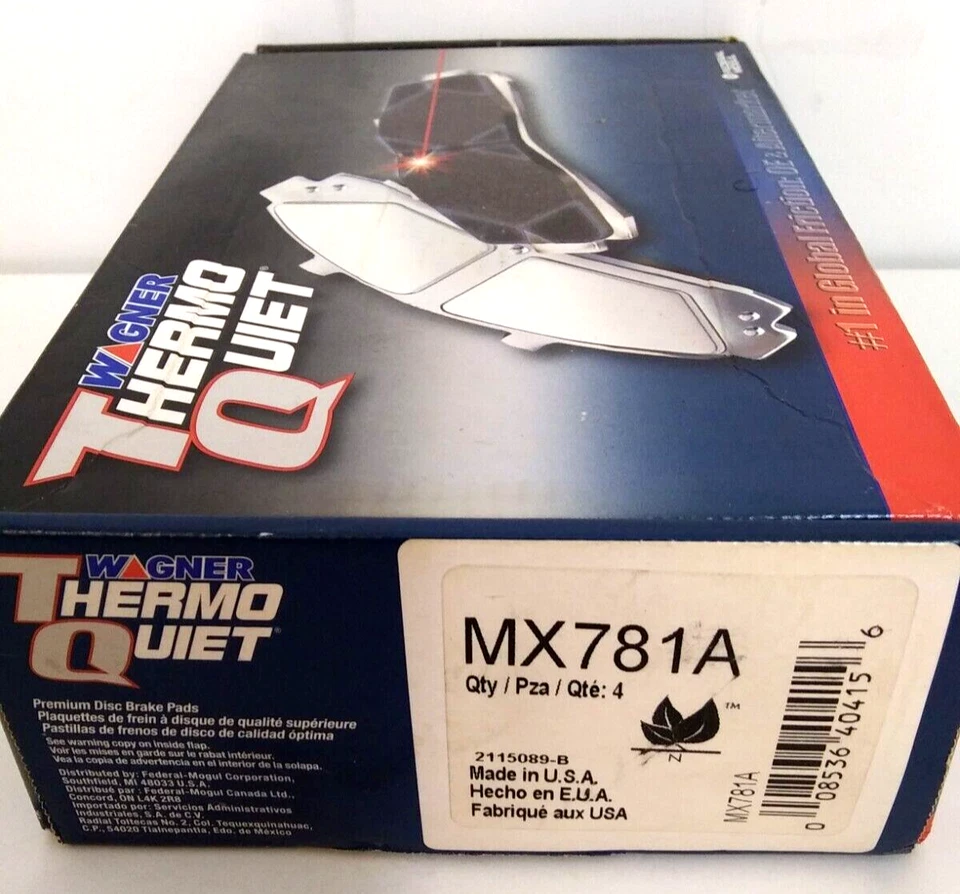 #1 in Global Friction: OE & Aftermarket
WAGNER
THERMO
QUIET®
WAGNER
THERMO
QUIET®
Premium Disc Brake Pads
Plaquettes de frein à disque de qualité supérieure
Pastillas de frenos de disco de calidad óptima
See warning copy on inside flap.
Voir les mises en garde sur le rabat intérieur.
Vea la copia de advertencia en el interior de la solapa.
Distributed by: Federal-Mogul Corporation,
Southfield, MI 48033 U.S.A.
Distribué par : Federal-Mogul Canada Ltd.,
Concord, ON L4K 2R8
Importado por: Servicios Administrativos
Industriales, S.A. de C.V.
Radial Toltecas No. 2, Col. Tequexquinahuac,
C.P. 54020 Tlalnepantla, Edo. de México
MX781A
Qty / Pza / Qté: 4
TM
N
2115089-B
Made in U.S.A.
Hecho en E.U.A.
Fabriqué aux USA
MX781A
0 08536 40415 6